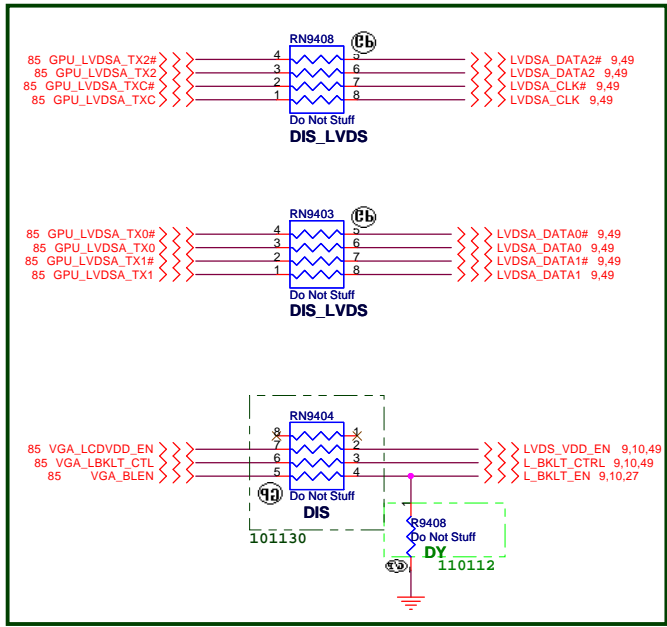 RN9408
85 GPU_LVDSA_TX2# 4 5 LVDSA_DATA2# 9,49
85 GPU_LVDSA_TX2 3 6 LVDSA_DATA2 9,49
85 GPU_LVDSA_TXC# 2 7 LVDSA_CLK# 9,49
85 GPU_LVDSA_TXC 1 8 LVDSA_CLK 9,49
Do Not Stuff
DIS_LVDS
RN9403
85 GPU_LVDSA_TX0# 4 5 LVDSA_DATA0# 9,49
85 GPU_LVDSA_TX0 3 6 LVDSA_DATA0 9,49
85 GPU_LVDSA_TX1# 2 7 LVDSA_DATA1# 9,49
85 GPU_LVDSA_TX1 1 8 LVDSA_DATA1 9,49
Do Not Stuff
DIS_LVDS
RN9404
8 1
85 VGA_LCDVDD_EN 7 2 LVDS_VDD_EN 9,10,49
85 VGA_LBKLT_CTL 6 3 L_BKLT_CTRL 9,10,49
85 VGA_BLEN 5 4 L_BKLT_EN 9,10,27
Do Not Stuff
DIS
101130
1
R9408
Do Not Stuff
DY
110112